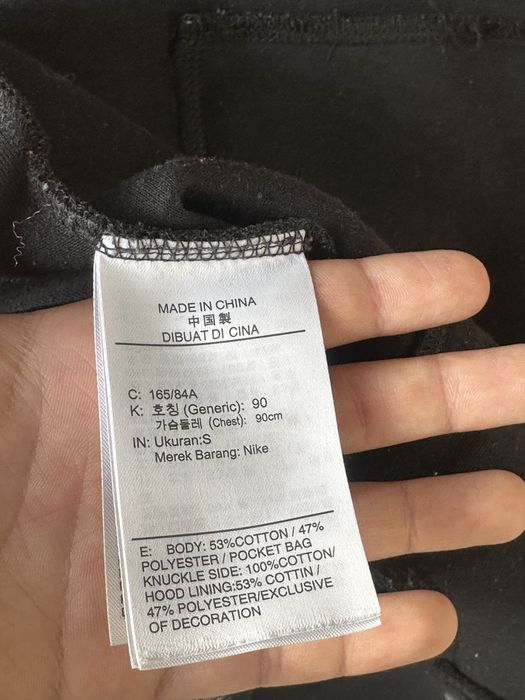 MADE IN CHINA
中国製
DIBUAT DI CINA
C: 165/84A
K: 호칭 (Generic): 90
가슴둘레 (Chest): 90cm
IN: Ukuran:S
Merek Barang: Nike
E: BODY: 53%COTTON / 47%
POLYESTER / POCKET BAG
KNUCKLE SIDE: 100%COTTON/
HOOD LINING:53% COTTIN /
47% POLYESTER/EXCLUSIVE
OF DECORATION